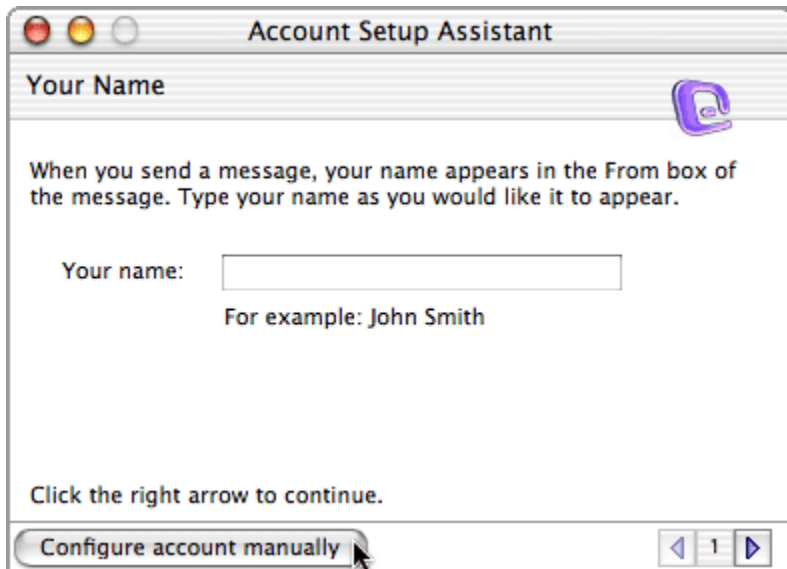 Account Setup Assistant
Your Name
When you send a message, your name appears in the From box of
the message. Type your name as you would like it to appear.
Your name:
For example: John Smith
Click the right arrow to continue.
Configure account manually
1